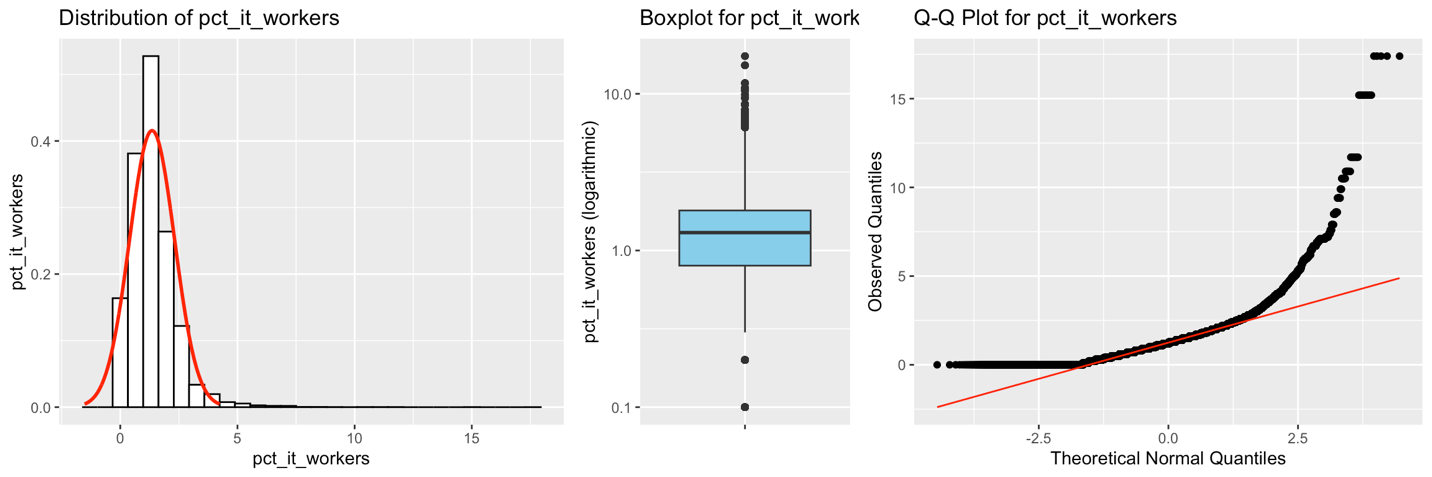 Distribution of pct_it_workers
pct_it_workers
0.4
0.2
0.0
0
5
10
15
pct_it_workers
Boxplot for pct_it_work
pct_it_workers (logarithmic)
10.0
1.0
0.1
Q-Q Plot for pct_it_workers
Observed Quantiles
15
10
5
0
-2.5
0.0
2.5
Theoretical Normal Quantiles